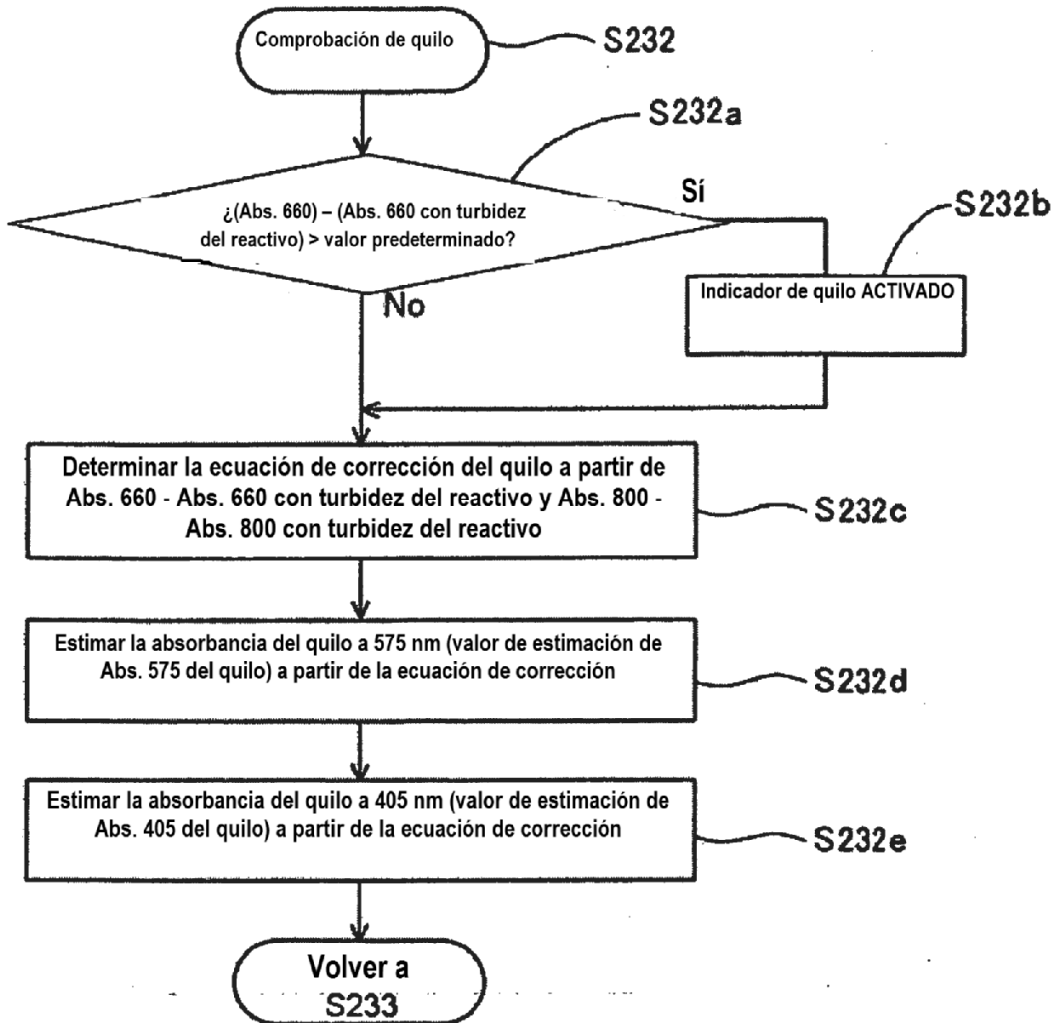 Comprobación de quilo
S232
S232a
¿(Abs. 660) – (Abs. 660 con turbidez
del reactivo) > valor predeterminado?
Sí
S232b
Indicador de quilo ACTIVADO
No
Determinar la ecuación de corrección del quilo a partir de
Abs. 660 - Abs. 660 con turbidez del reactivo y Abs. 800 -
Abs. 800 con turbidez del reactivo
S232c
Estimar la absorbancia del quilo a 575 nm (valor de estimación de
Abs. 575 del quilo) a partir de la ecuación de corrección
S232d
Estimar la absorbancia del quilo a 405 nm (valor de estimación de
Abs. 405 del quilo) a partir de la ecuación de corrección
S232e
Volver a
S233